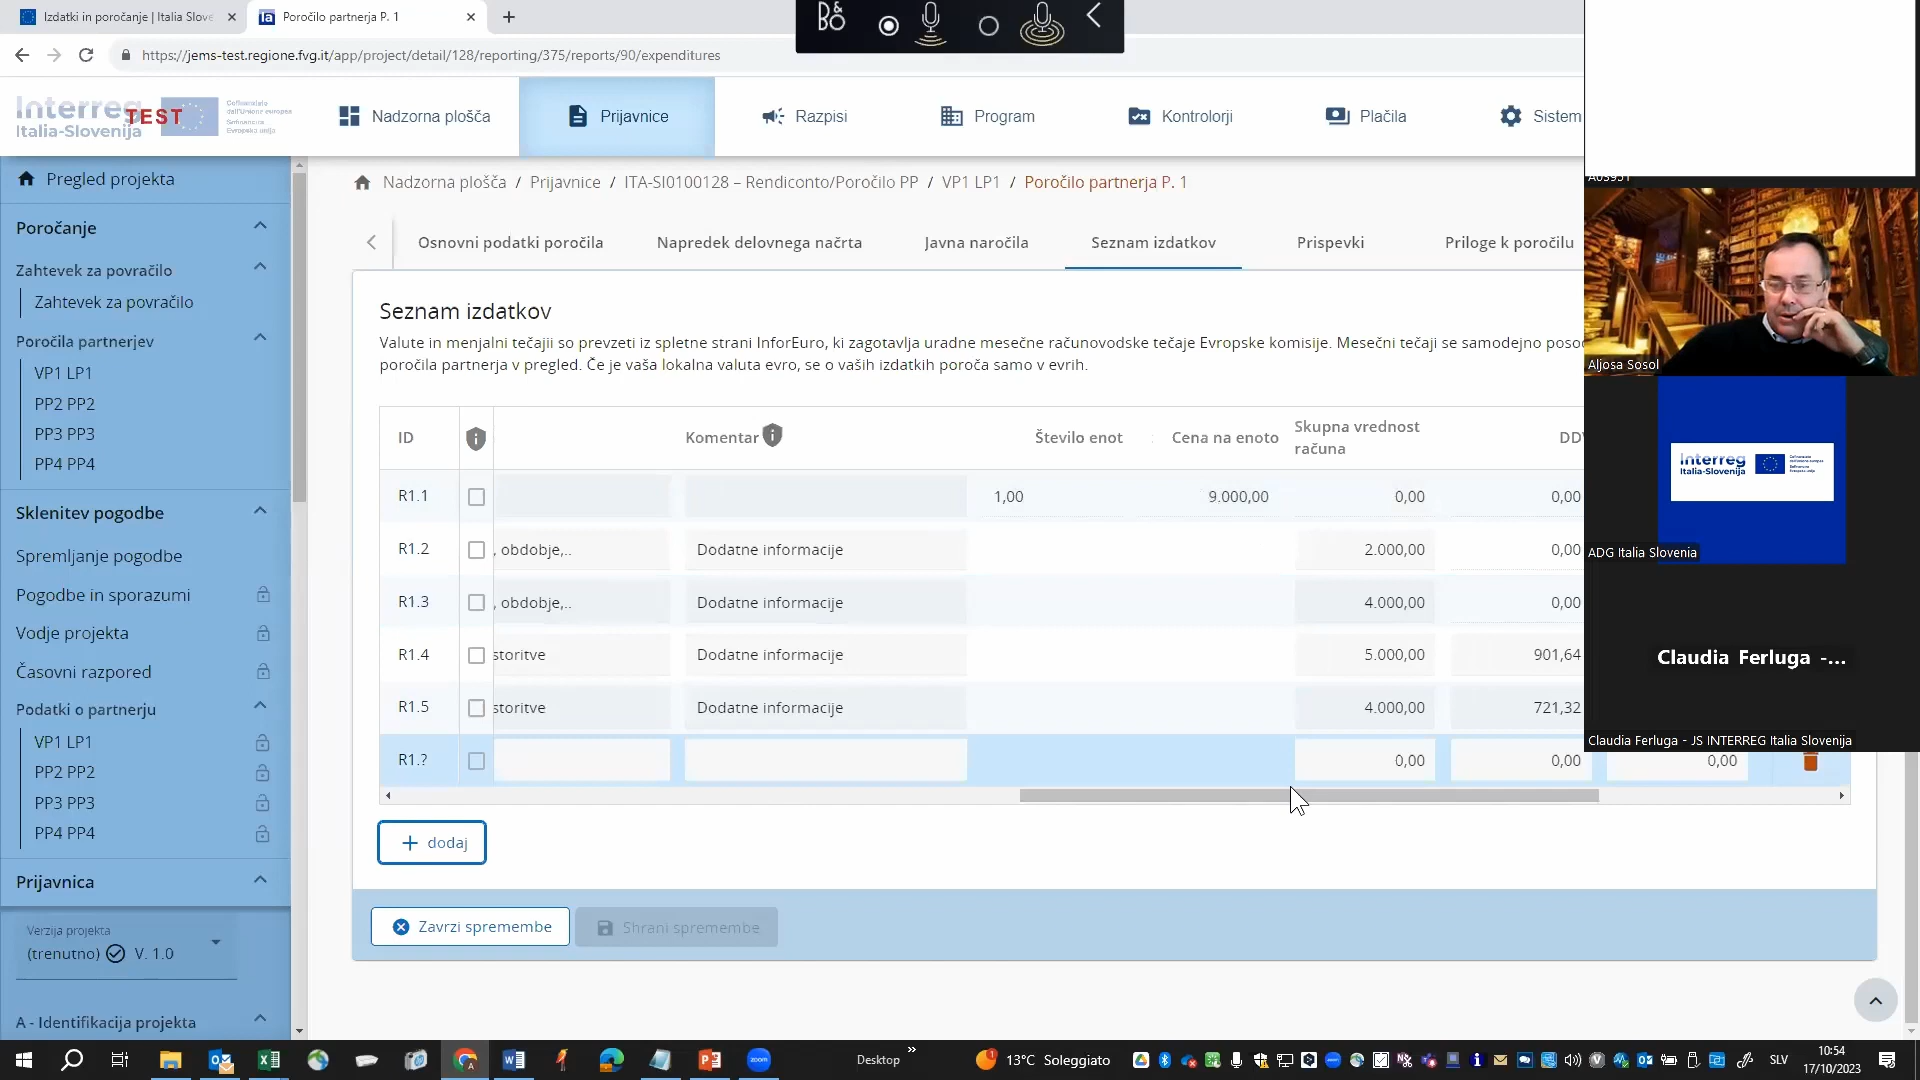 Izdatki in poročanje | Italia Slove
Poročilo partnerja P. 1
https://jems-test.regione.fvg.it/app/project/detail/128/reporting/375/reports/90/expenditures
Interreg
Italia-Slovenija
TEST
Nadzorna plošča
Prijavnice
Razpisi
Program
Kontrolorji
Plačila
Sistem
Pregled projekta
Poročanje
Zahtevek za povračilo
Zahtevek za povračilo
Poročila partnerjev
VP1 LP1
PP2 PP2
PP3 PP3
PP4 PP4
Sklenitev pogodbe
Spremljanje pogodbe
Pogodbe in sporazumi
Vodje projekta
Časovni razpored
Podatki o partnerju
VP1 LP1
PP2 PP2
PP3 PP3
PP4 PP4
Prijavnica
Verzija projekta
(trenutno) V. 1.0
A - Identifikacija projekta
Nadzorna plošča / Prijavnice / ITA-SI0100128 – Rendiconto/Poročilo PP / VP1 LP1 / Poročilo partnerja P. 1
Osnovni podatki poročila
Napredek delovnega načrta
Javna naročila
Seznam izdatkov
Prispevki
Priloge k poročilu
Seznam izdatkov
Valute in menjalni tečajii so prevzeti iz spletne strani InforEuro, ki zagotavlja uradne mesečne računovodske tečaje Evropske komisije. Mesečni tečaji se samodejno posod
poročila partnerja v pregled. Če je vaša lokalna valuta evro, se o vaših izdatkih poroča samo v evrih.
ID Komentar Število enot Cena na enoto Skupna vrednost računa DDV
R1.1 1,00 9.000,00 0,00 0,00
R1.2 , obdobje,.. Dodatne informacije 2.000,00 0,00
R1.3 , obdobje,.. Dodatne informacije 4.000,00 0,00
R1.4 storitve Dodatne informacije 5.000,00 901,64
R1.5 storitve Dodatne informacije 4.000,00 721,32
R1.? 0,00 0,00 0,00
+ dodaj
Zavrzi spremembe
Shrani spremembe
Aljosa Sosol
Interreg
Italia-Slovenija
ADG Italia Slovenia
Claudia Ferluga -...
Claudia Ferluga - JS INTERREG Italia Slovenija
Desktop
13°C Soleggiato
SLV
10:54
17/10/2023